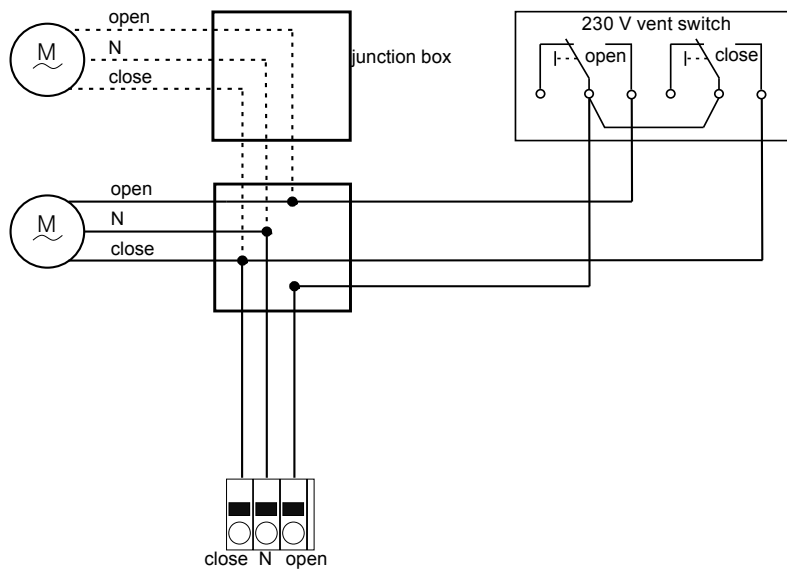 open
230 V vent switch
M
N
junction box
open
close
close
open
M
N
close
close N open